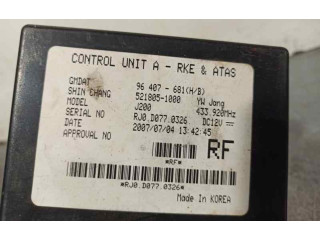 CONTROL UNIT A - RKE & ATAS
GMDAT 96 407 - 681(H/B)
SHIN CHANG 521805-1000 YW Jang
MODEL J200 433.920MHz
SERIAL NO RJ0.D077.0326 DC12V
DATE 2007/07/04 13:42:45
APPROVAL NO RF
*RF*
*RJ0.D077.0326*
Made In KOREA